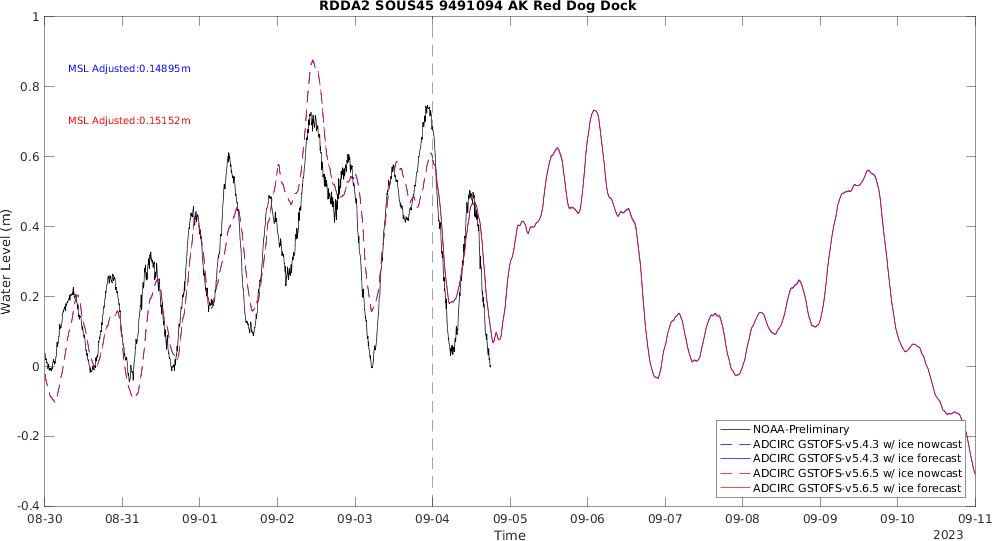 RDDA2 SOUS45 9491094 AK Red Dog Dock
MSL Adjusted:0.14895m
MSL Adjusted:0.15152m
Water Level (m)
1
0.8
0.6
0.4
0.2
0
-0.2
-0.4
NOAA-Preliminary
ADCIRC GSTOFS-v5.4.3 w/ ice nowcast
ADCIRC GSTOFS-v5.4.3 w/ ice forecast
ADCIRC GSTOFS-v5.6.5 w/ ice nowcast
ADCIRC GSTOFS-v5.6.5 w/ ice forecast
08-30 08-31 09-01 09-02 09-03 09-04 09-05 09-06 09-07 09-08 09-09 09-10 09-11
Time
2023